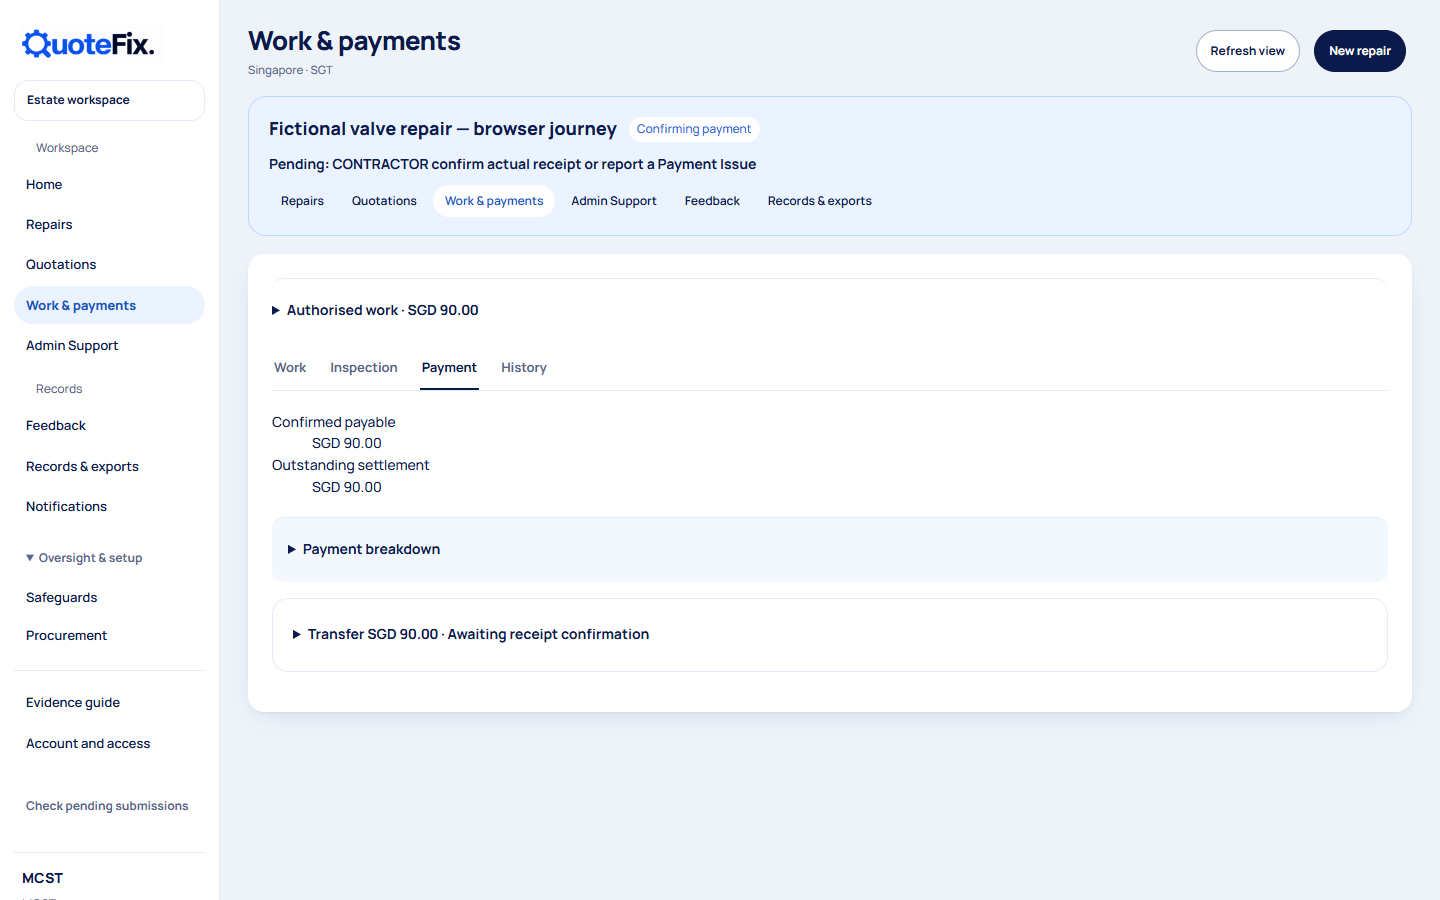 QuoteFix.
Estate workspace
Workspace
Home
Repairs
Quotations
Work & payments
Admin Support
Records
Feedback
Records & exports
Notifications
Oversight & setup
Safeguards
Procurement
Evidence guide
Account and access
Check pending submissions
MCST
Work & payments
Singapore · SGT
Refresh view
New repair
Fictional valve repair — browser journey
Confirming payment
Pending: CONTRACTOR confirm actual receipt or report a Payment Issue
Repairs Quotations Work & payments Admin Support Feedback Records & exports
Authorised work · SGD 90.00
Work Inspection Payment History
Confirmed payable
SGD 90.00
Outstanding settlement
SGD 90.00
Payment breakdown
Transfer SGD 90.00 · Awaiting receipt confirmation